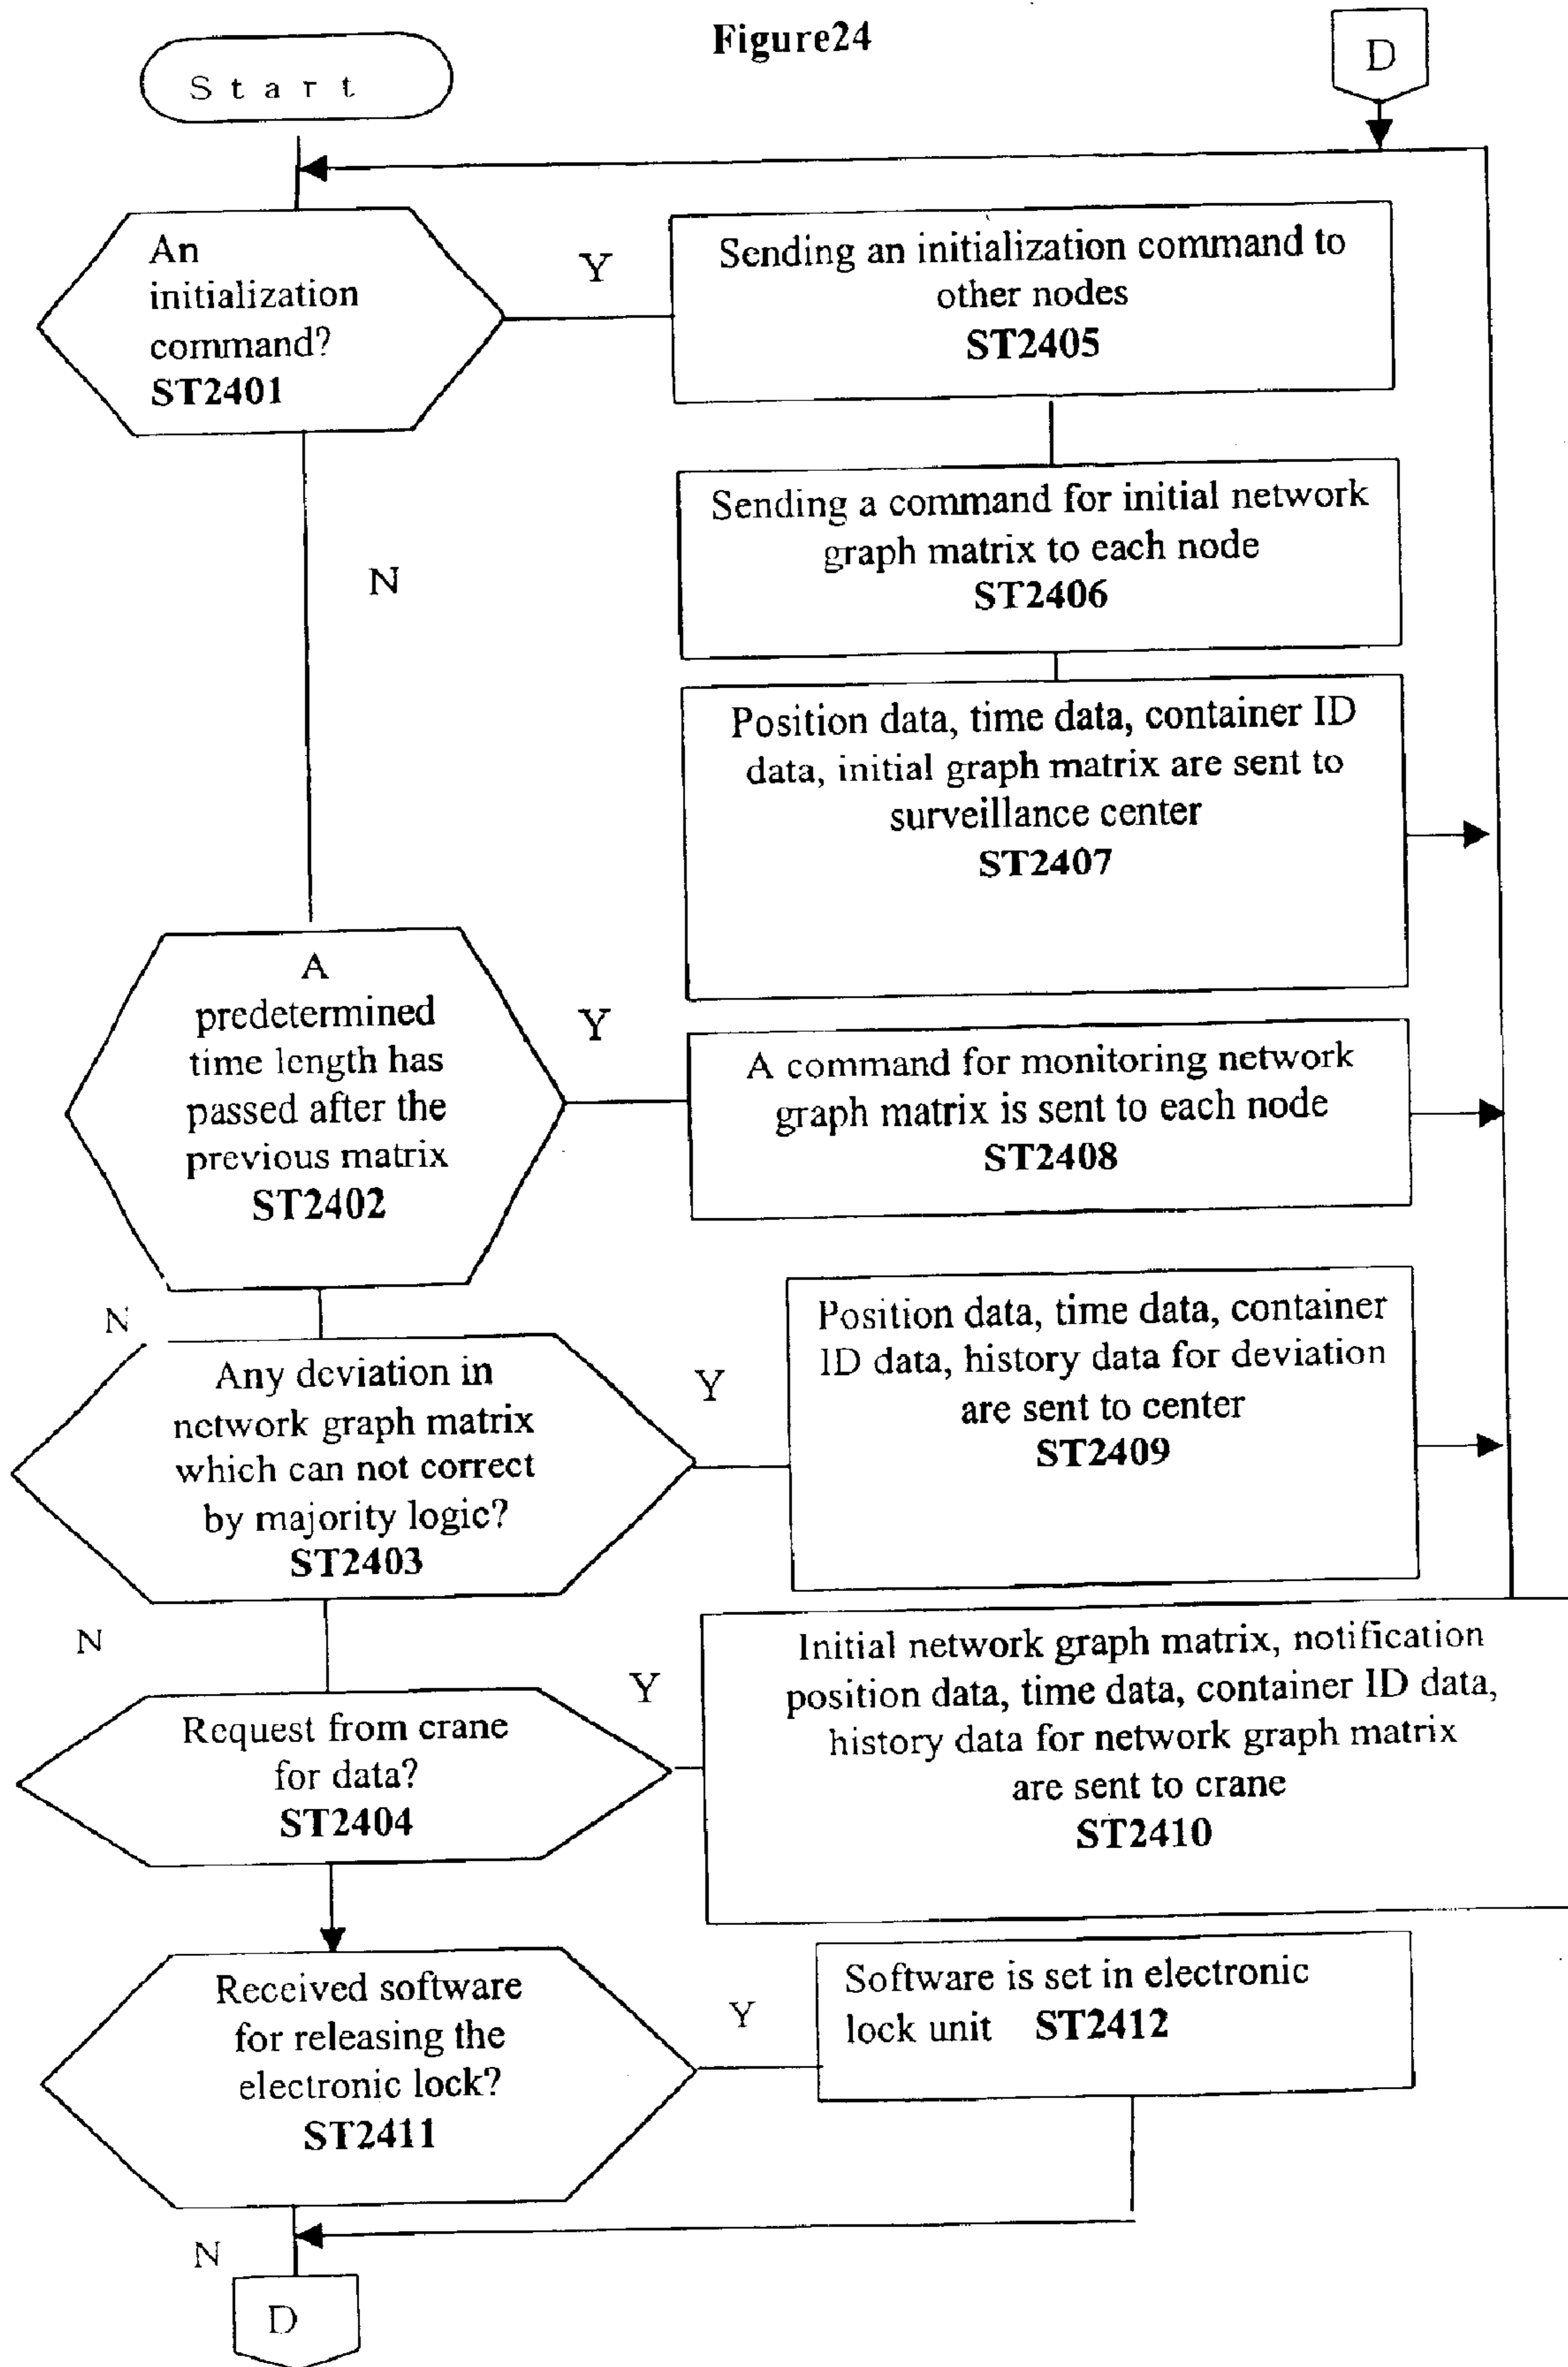 Figure24
D
Start
An
initialization
command?
ST2401
Y
Sending an initialization command to
other nodes
ST2405
N
Sending a command for initial network
graph matrix to each node
ST2406
Position data, time data, container ID
data, initial graph matrix are sent to
surveillance center
ST2407
A
predetermined
time length has
passed after the
previous matrix
ST2402
Y
A command for monitoring network
graph matrix is sent to each node
ST2408
N
Any deviation in
network graph matrix
which can not correct
by majority logic?
ST2403
Y
Position data, time data, container
ID data, history data for deviation
are sent to center
ST2409
N
Request from crane
for data?
ST2404
Y
Initial network graph matrix, notification
position data, time data, container ID data,
history data for network graph matrix
are sent to crane
ST2410
Received software
for releasing the
electronic lock?
ST2411
Y
Software is set in electronic
lock unit ST2412
N
D